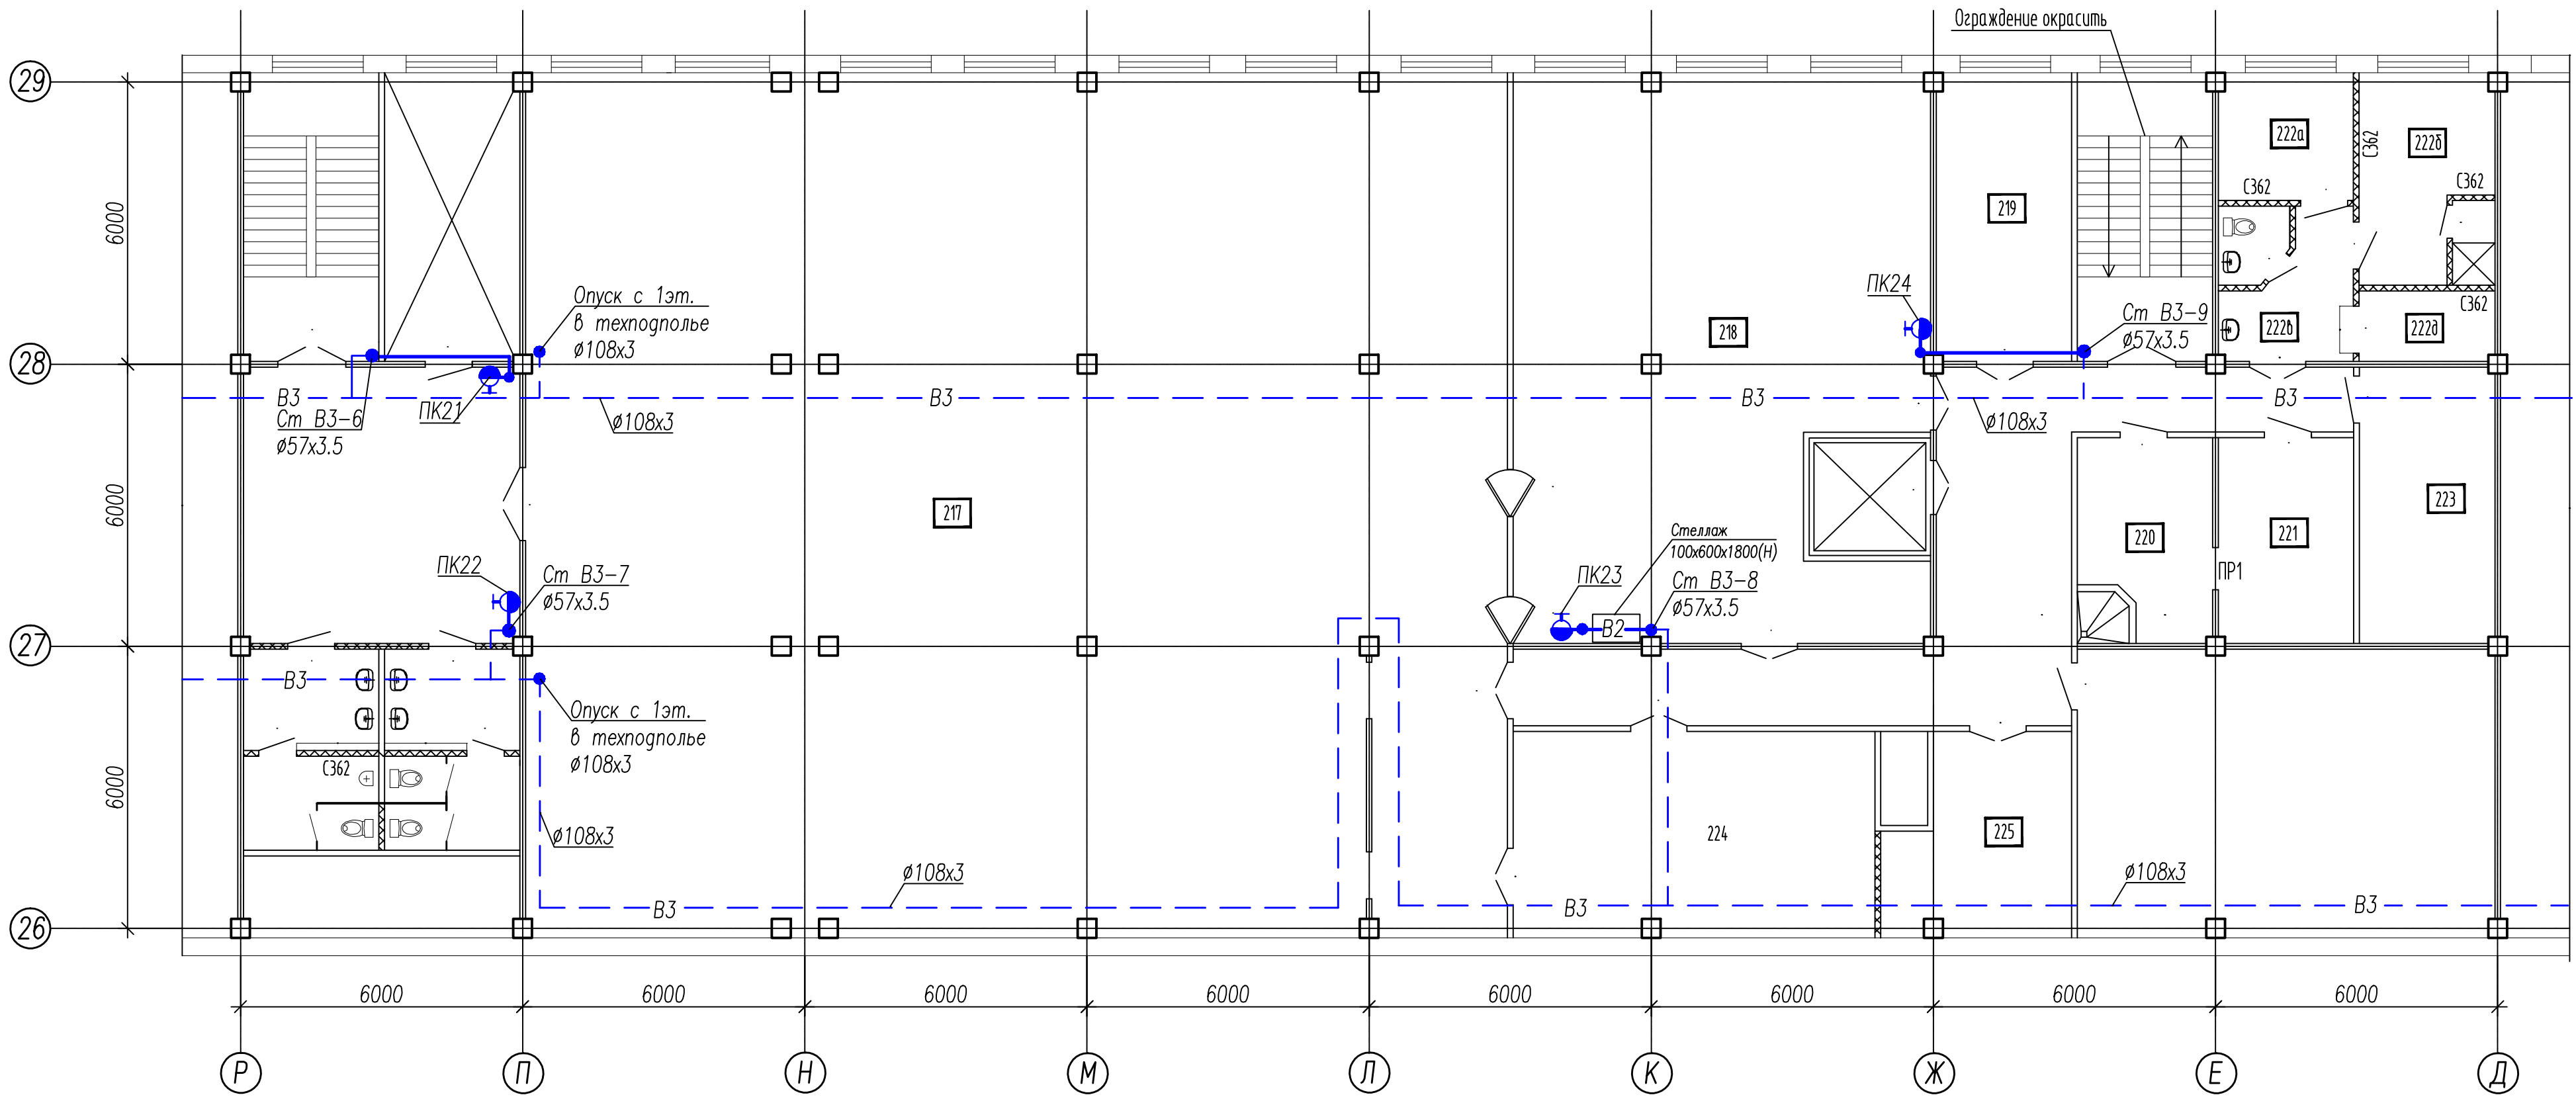 Ограждение окрасить
29
222а
С362
222б
С362
С362
219
6000
ПК24
С362
Опуск с 1эт.
в техподполье
Ø108х3
218
Ст В3-9
Ø57х3.5
222в
222д
28
В3
ПК21
Ст В3-6
Ø57х3.5
Ø108х3
В3
В3
Ø108х3
В3
6000
217
Стеллаж
100х600х1800(Н)
220
221
223
ПР1
ПК22
Ст В3-7
Ø57х3.5
ПК23
Ст В3-8
Ø57х3.5
В2
27
В3
Опуск с 1эт.
в техподполье
Ø108х3
С362
6000
Ø108х3
Ø108х3
224
225
Ø108х3
В3
В3
В3
26
6000
6000
6000
6000
6000
6000
6000
6000
Р
П
Н
М
Л
К
Ж
Е
Д